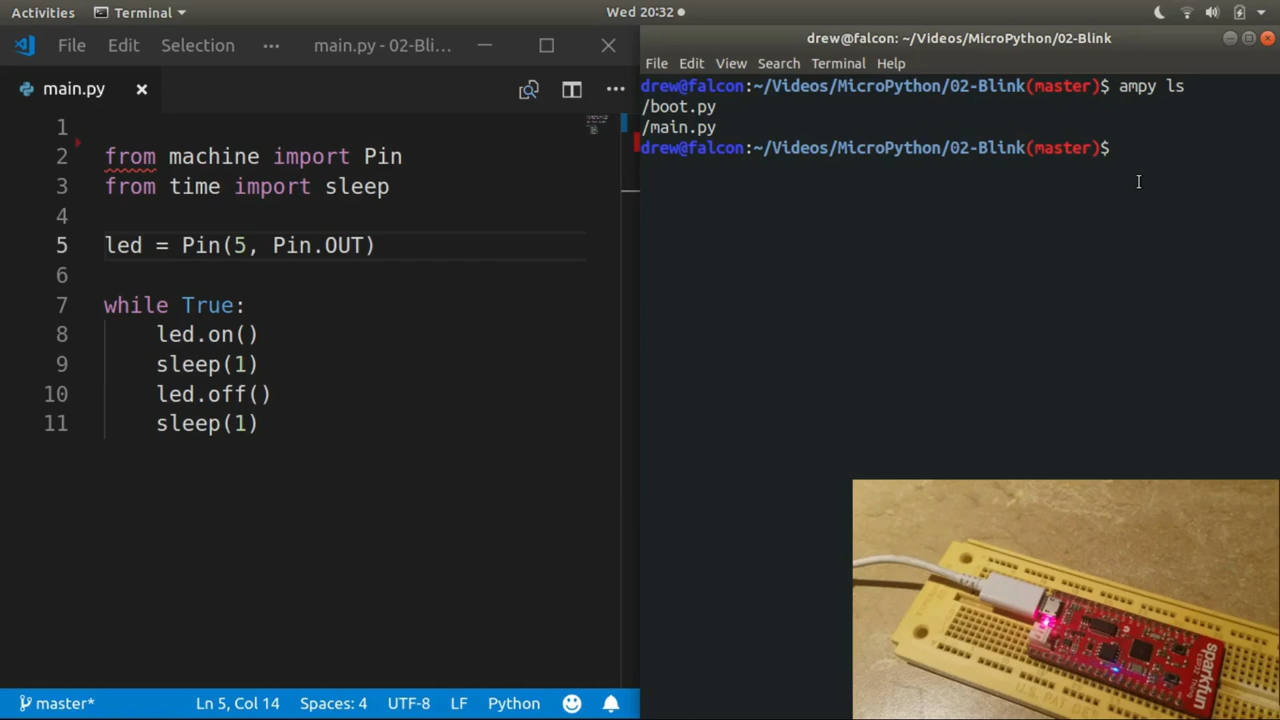 Activities Terminal Wed 20:32
File Edit Selection ··· main.py - 02-Bli...
main.py
1
2 from machine import Pin
3 from time import sleep
4
5 led = Pin(5, Pin.OUT)
6
7 while True:
8 led.on()
9 sleep(1)
10 led.off()
11 sleep(1)
master* Ln 5, Col 14 Spaces: 4 UTF-8 LF Python
drew@falcon: ~/Videos/MicroPython/02-Blink
File Edit View Search Terminal Help
drew@falcon:~/Videos/MicroPython/02-Blink(master)$ ampy ls
/boot.py
/main.py
drew@falcon:~/Videos/MicroPython/02-Blink(master)$
sparkfun
ESP32 Thing
U.S. PAT